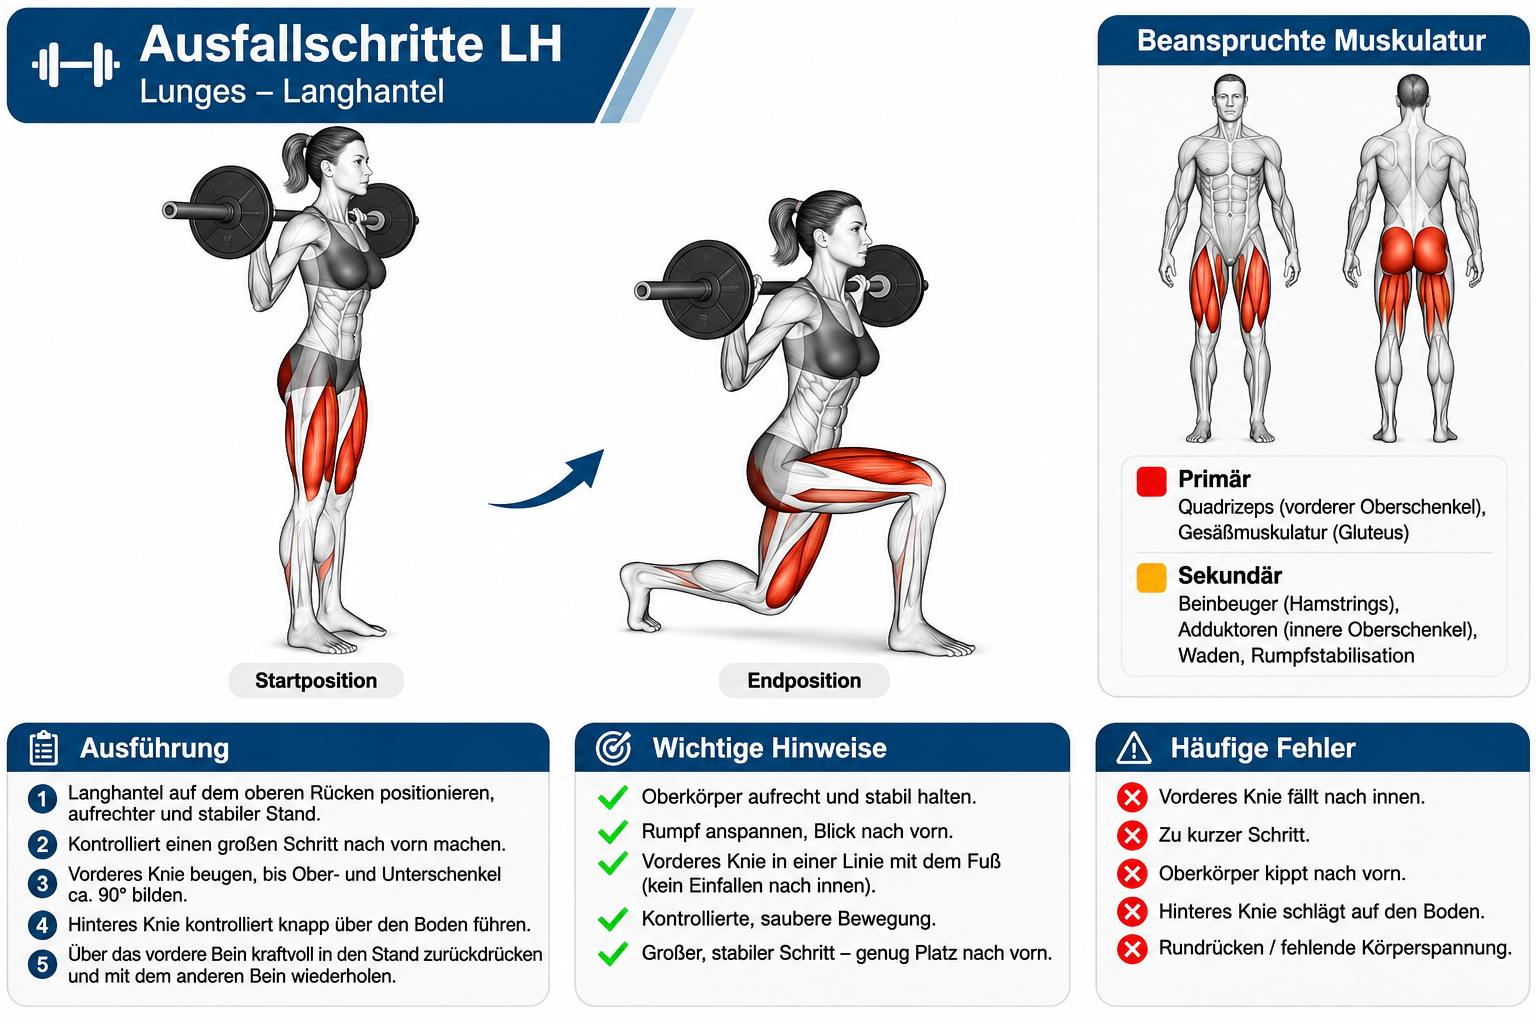 Ausfallschritte LH
Lunges – Langhantel
Beanspruchte Muskulatur
Primär
Quadrizeps (vorderer Oberschenkel),
Gesäßmuskulatur (Gluteus)
Sekundär
Beinbeuger (Hamstrings),
Adduktoren (innere Oberschenkel),
Waden, Rumpfstabilisation
Startposition
Endposition
Ausführung
1 Langhantel auf dem oberen Rücken positionieren,
aufrechter und stabiler Stand.
2 Kontrolliert einen großen Schritt nach vorn machen.
3 Vorderes Knie beugen, bis Ober- und Unterschenkel
ca. 90° bilden.
4 Hinteres Knie kontrolliert knapp über den Boden führen.
5 Über das vordere Bein kraftvoll in den Stand zurückdrücken
und mit dem anderen Bein wiederholen.
Wichtige Hinweise
Oberkörper aufrecht und stabil halten.
Rumpf anspannen, Blick nach vorn.
Vorderes Knie in einer Linie mit dem Fuß
(kein Einfallen nach innen).
Kontrollierte, saubere Bewegung.
Großer, stabiler Schritt – genug Platz nach vorn.
Häufige Fehler
Vorderes Knie fällt nach innen.
Zu kurzer Schritt.
Oberkörper kippt nach vorn.
Hinteres Knie schlägt auf den Boden.
Rundrücken / fehlende Körperspannung.